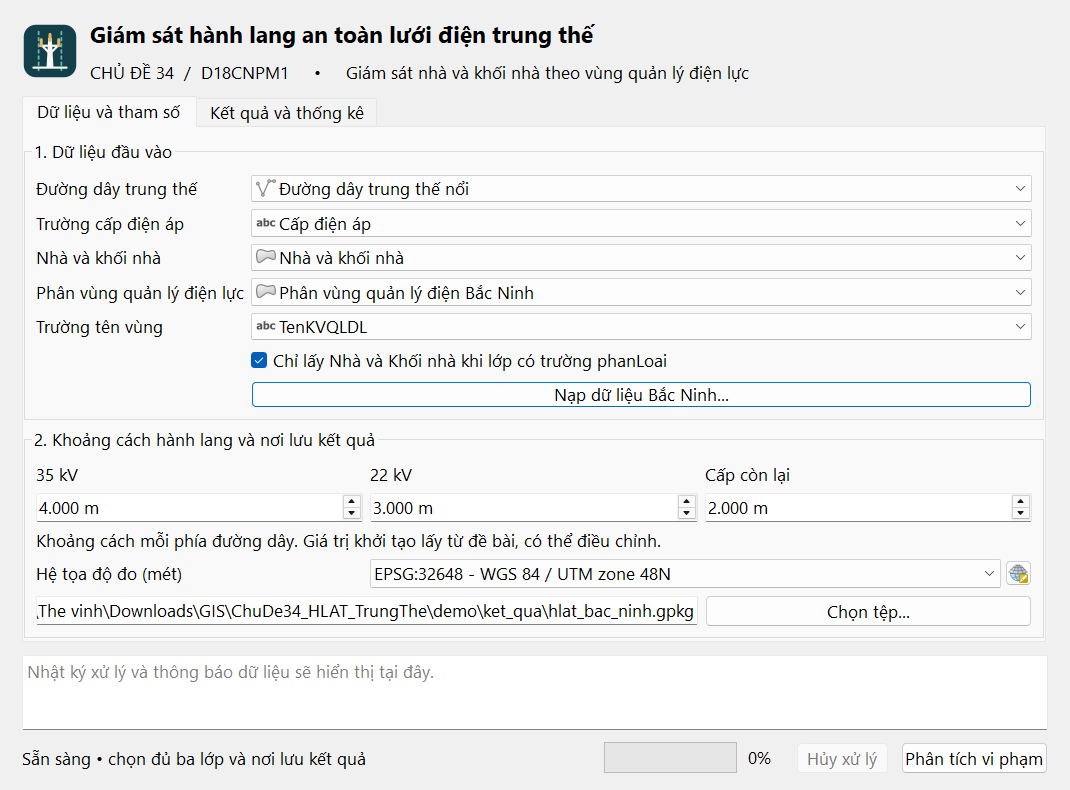 Giám sát hành lang an toàn lưới điện trung thế
CHỦ ĐỀ 34 / D18CNPM1 • Giám sát nhà và khối nhà theo vùng quản lý điện lực
Dữ liệu và tham số Kết quả và thống kê
1. Dữ liệu đầu vào
Đường dây trung thế Đường dây trung thế nổi
Trường cấp điện áp abc Cấp điện áp
Nhà và khối nhà Nhà và khối nhà
Phân vùng quản lý điện lực Phân vùng quản lý điện Bắc Ninh
Trường tên vùng abc TenKVQLDL
Chỉ lấy Nhà và Khối nhà khi lớp có trường phanLoai
Nạp dữ liệu Bắc Ninh...
2. Khoảng cách hành lang và nơi lưu kết quả
35 kV 22 kV Cấp còn lại
4.000 m 3.000 m 2.000 m
Khoảng cách mỗi phía đường dây. Giá trị khởi tạo lấy từ đề bài, có thể điều chỉnh.
Hệ tọa độ đo (mét) EPSG:32648 - WGS 84 / UTM zone 48N
\The vinh\Downloads\GIS\ChuDe34_HLAT_TrungThe\demo\ket_qua\hlat_bac_ninh.gpkg Chọn tệp...
Nhật ký xử lý và thông báo dữ liệu sẽ hiển thị tại đây.
Sẵn sàng • chọn đủ ba lớp và nơi lưu kết quả 0% Hủy xử lý Phân tích vi phạm